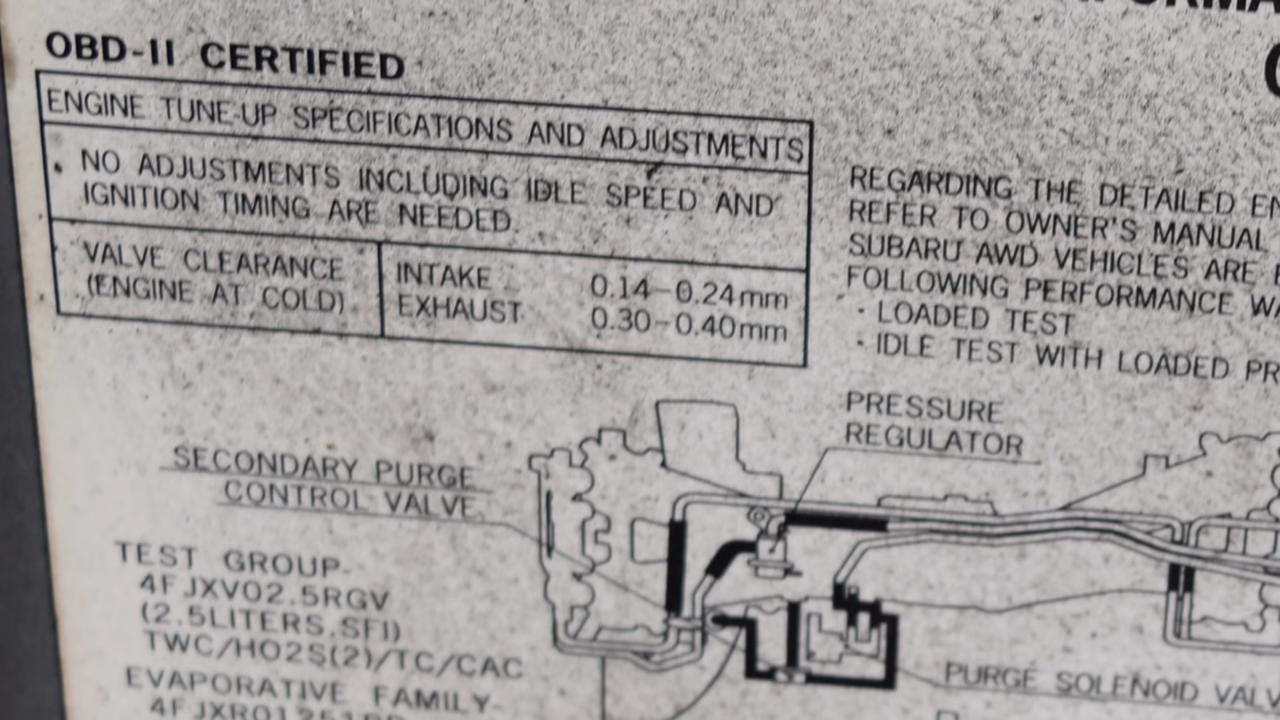 OBD-II CERTIFIED
ENGINE TUNE-UP SPECIFICATIONS AND ADJUSTMENTS
• NO ADJUSTMENTS INCLUDING IDLE SPEED AND
IGNITION TIMING ARE NEEDED.
VALVE CLEARANCE
(ENGINE AT COLD)
INTAKE 0.14-0.24mm
EXHAUST 0.30-0.40mm
REGARDING THE DETAILED
REFER TO OWNER'S MANUAL
SUBARU AWD VEHICLES ARE
FOLLOWING PERFORMANCE
· LOADED TEST
· IDLE TEST WITH LOADED
PRESSURE
REGULATOR
SECONDARY PURGE
CONTROL VALVE
TEST GROUP-
4FJXV02.5RGV
(2.5LITERS,SFI)
TWC/HO2S(2)/TC/CAC
EVAPORATIVE FAMILY-
PURGE SOLENOID